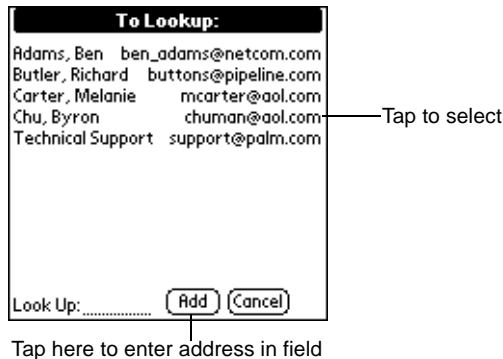 To Lookup:
Adams, Ben ben_adams@netcom.com
Butler, Richard buttons@pipeline.com
Carter, Melanie mcarter@aol.com
Chu, Byron chuman@aol.com
Tap to select
Technical Support support@palm.com
Look Up: Add Cancel
Tap here to enter address in field